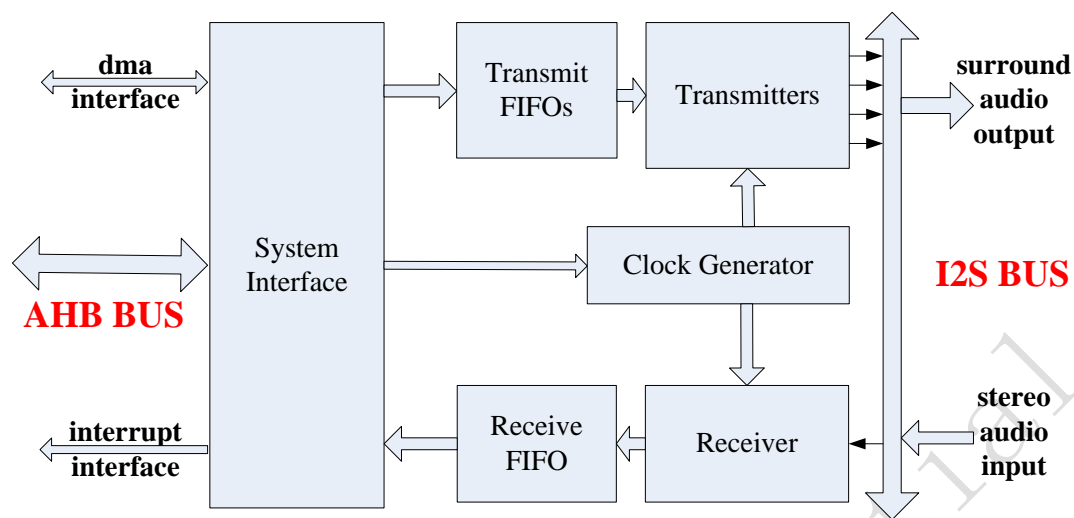 dma
interface
System
Interface
Transmit
FIFOs
Transmitters
surround
audio
output
Clock Generator
AHB BUS
I2S BUS
interrupt
interface
Receive
FIFO
Receiver
stereo
audio
input